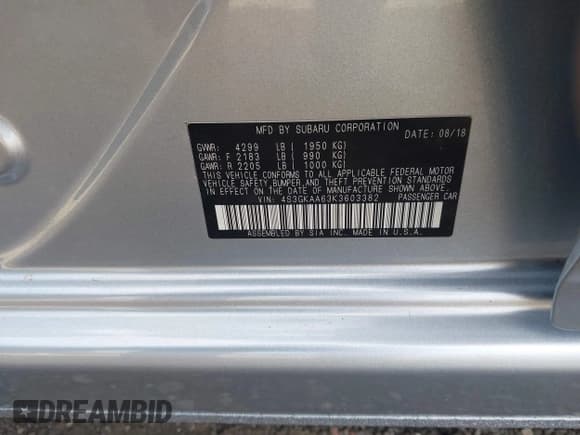 MFD BY SUBARU CORPORATION DATE: 08/18
GVWR: 4299 LB ( 1950 KG)
GAWR: F 2183 LB ( 990 KG)
GAWR: R 2205 LB ( 1000 KG)
THIS VEHICLE CONFORMS TO ALL APPLICABLE FEDERAL MOTOR
VEHICLE SAFETY,BUMPER,AND THEFT PREVENTION STANDARDS
IN EFFECT ON THE DATE OF MANUFACTURE SHOWN ABOVE.
VIN: 4S3GKAA63K3603382 PASSENGER CAR
ASSEMBLED BY SIA INC. MADE IN U.S.A.
DREAMBID